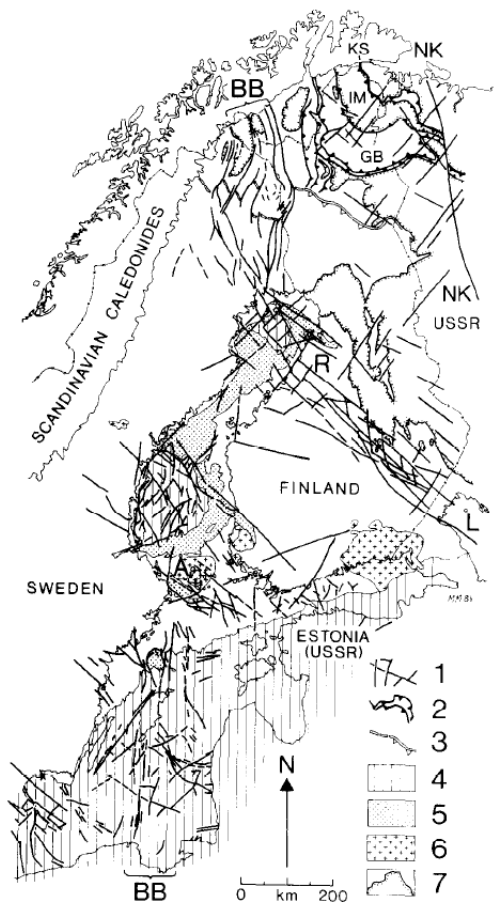 KS
NK
BB
IM
GB
SCANDINAVIAN CALEDONIDES
NK
USSR
R
FINLAND
L
A
SWEDEN
ESTONIA
(USSR)
1
2
3
N
4
5
6
BB
0 km 200
7